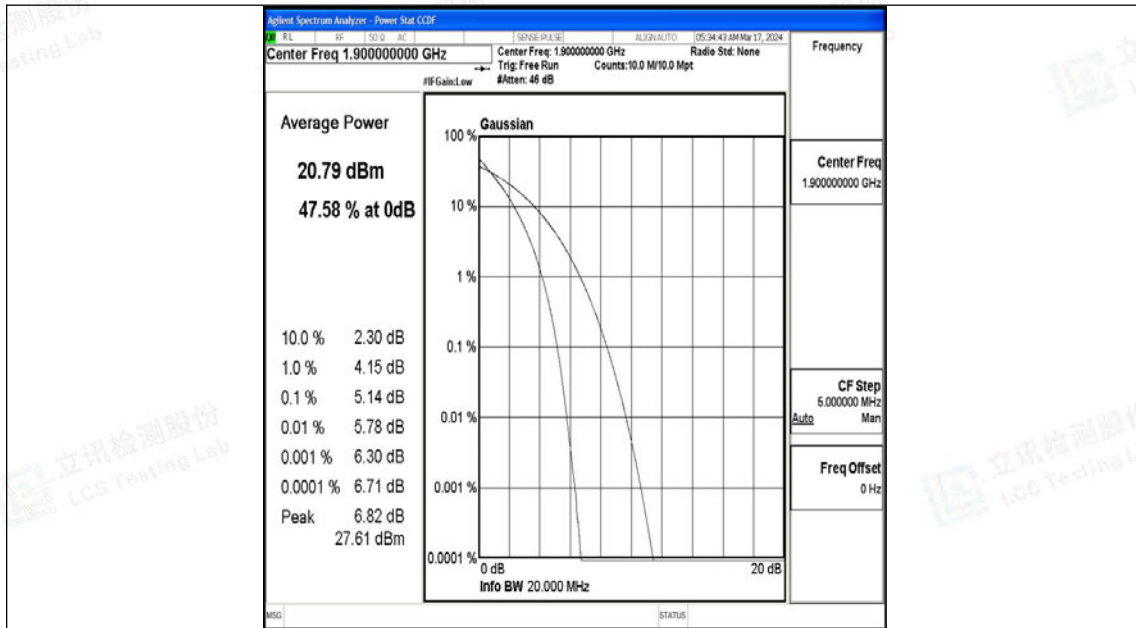 Agilent Spectrum Analyzer - Power Stat CCDF
RL RF 50 Ω AC SENSE:PULSE ALIGNAUTO 05:34:43 AM Mar 17, 2024
Center Freq 1.900000000 GHz
Center Freq: 1.900000000 GHz Radio Std: None
Trig: Free Run Counts:10.0 M/10.0 Mpt
#IFGain:Low #Atten: 46 dB
Frequency
Average Power
20.79 dBm
47.58 % at 0dB
10.0 % 2.30 dB
1.0 % 4.15 dB
0.1 % 5.14 dB
0.01 % 5.78 dB
0.001 % 6.30 dB
0.0001 % 6.71 dB
Peak 6.82 dB
27.61 dBm
Gaussian
100 %
10 %
1 %
0.1 %
0.01 %
0.001 %
0.0001 %
0 dB 20 dB
Info BW 20.000 MHz
Center Freq
1.900000000 GHz
CF Step
5.000000 MHz
Auto Man
Freq Offset
0 Hz
MSG STATUS
立讯检测股份
LCS Testing Lab
立讯检测股份
LCS Testing